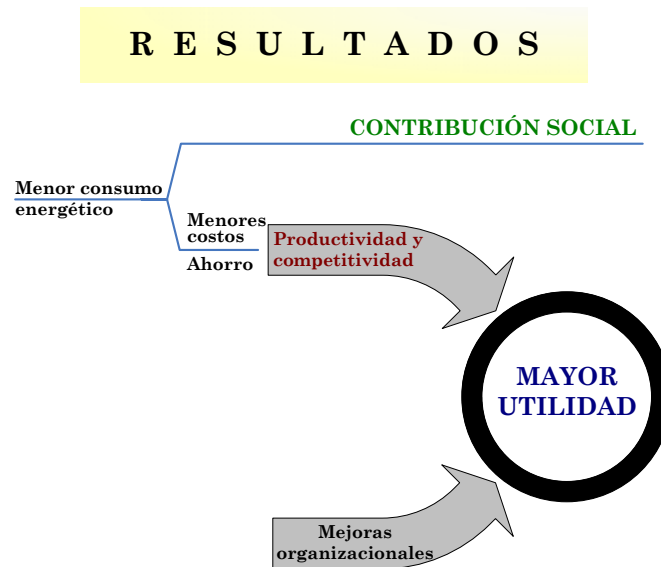 R E S U L T A D O S
CONTRIBUCIÓN SOCIAL
Menor consumo
energético
Menores
costos
Ahorro
Productividad y
competitividad
MAYOR
UTILIDAD
Mejoras
organizacionales